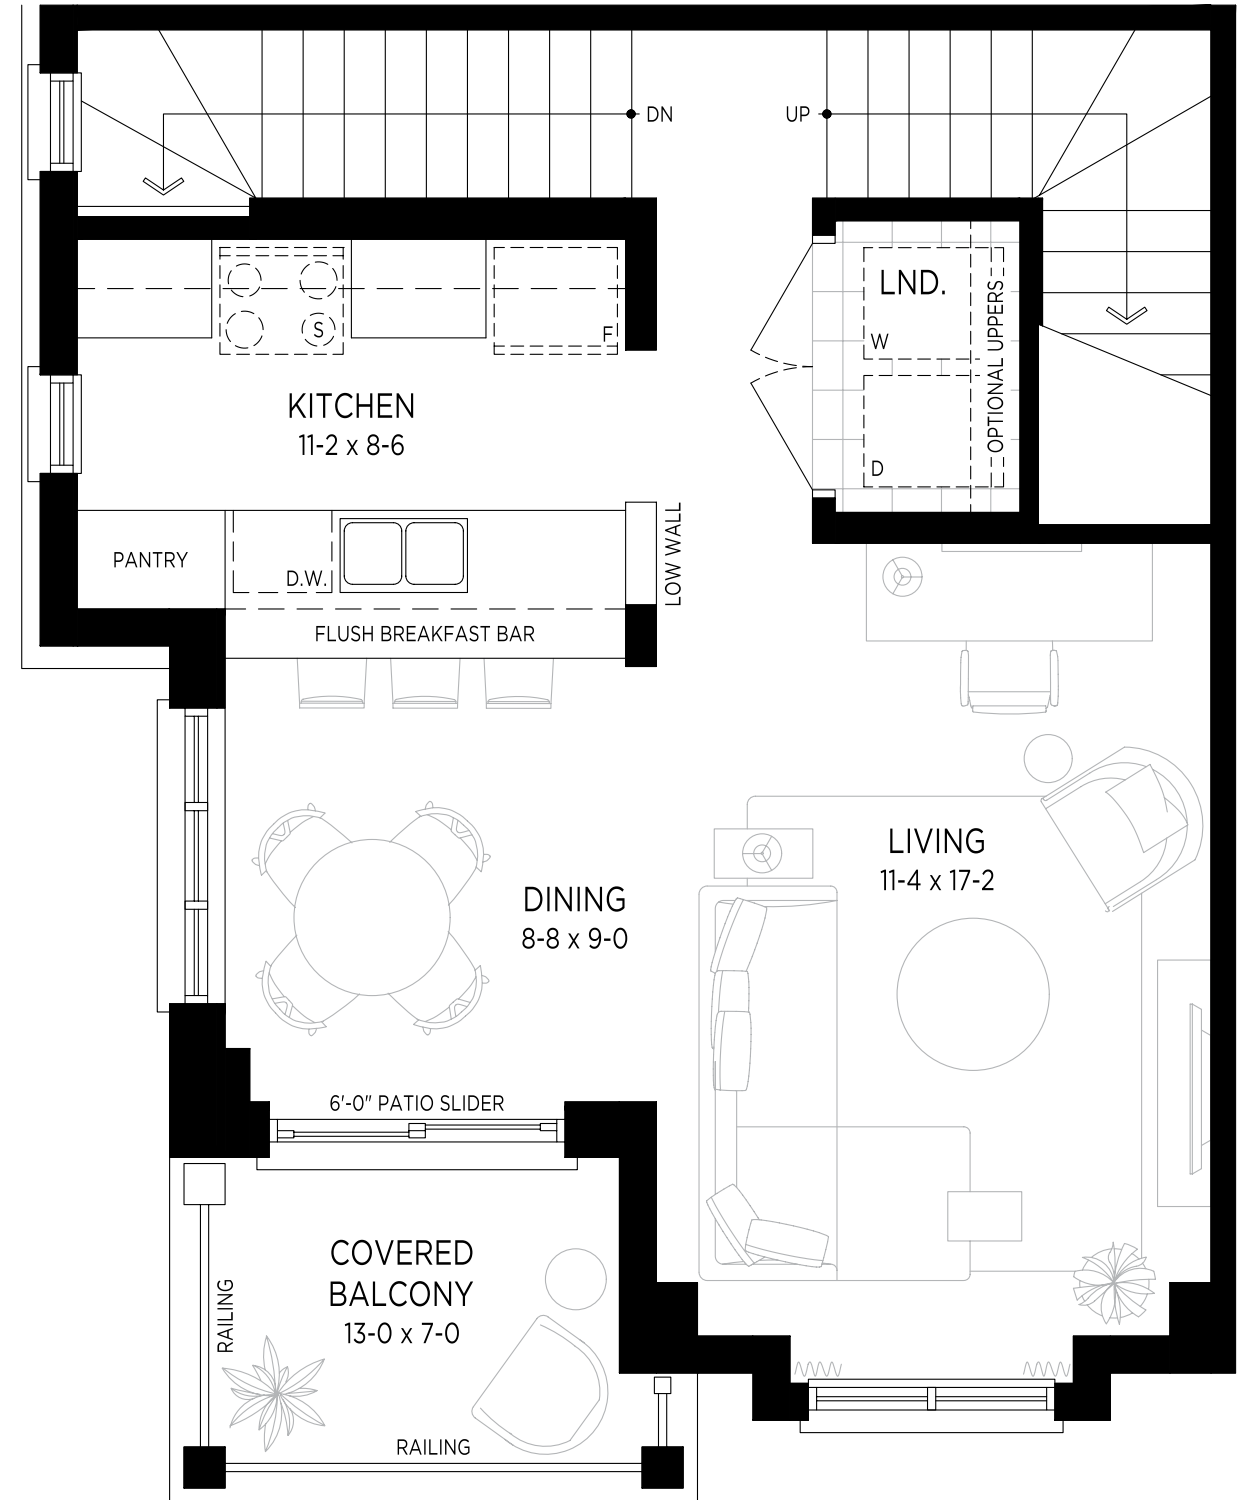 DN
UP
LND.
W
OPTIONAL UPPERS
D
S
F
KITCHEN
11-2 x 8-6
LOW WALL
PANTRY
D.W.
FLUSH BREAKFAST BAR
LIVING
11-4 x 17-2
DINING
8-8 x 9-0
6'-0" PATIO SLIDER
COVERED
BALCONY
13-0 x 7-0
RAILING
RAILING